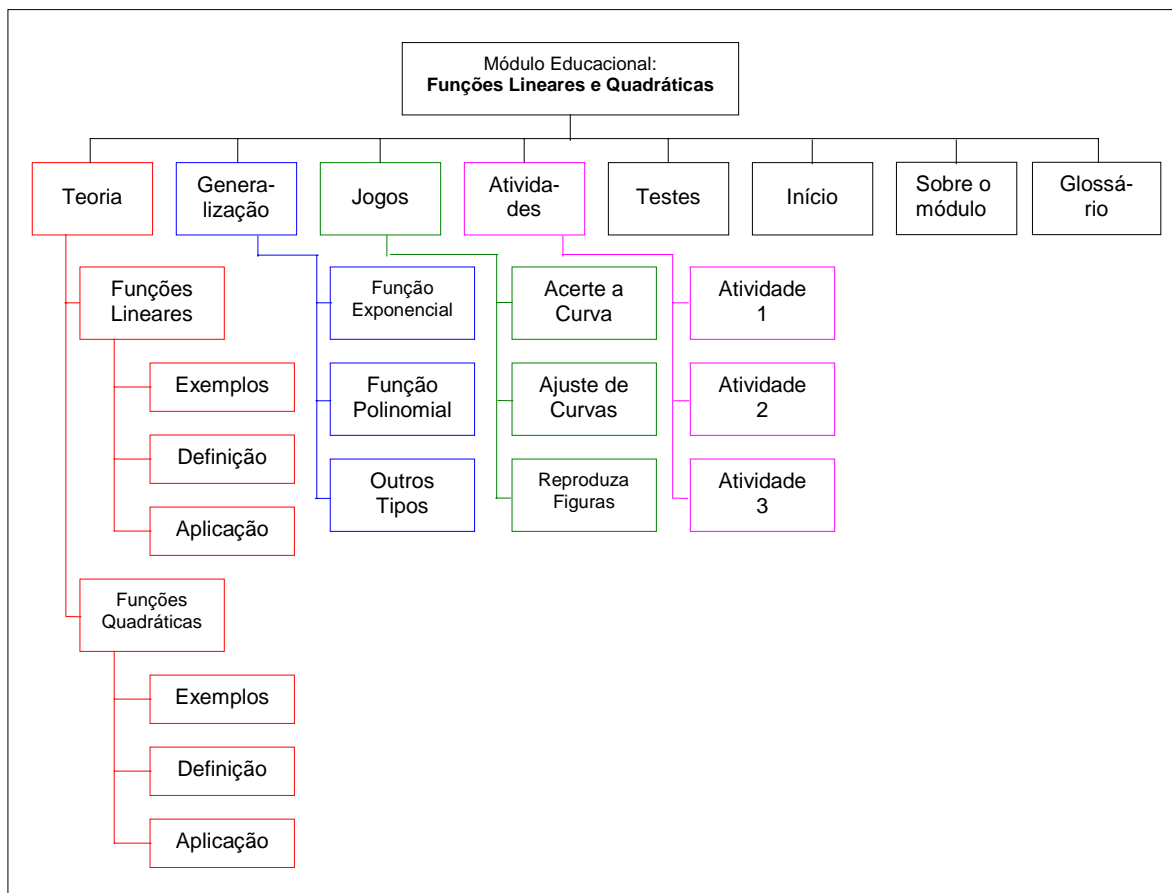 Módulo Educacional:
Funções Lineares e Quadráticas
Teoria
Genera-
lização
Jogos
Ativida-
des
Testes
Início
Sobre o
módulo
Glossá-
rio
Funções
Lineares
Exemplos
Definição
Aplicação
Funções
Quadráticas
Exemplos
Definição
Aplicação
Função
Exponencial
Função
Polinomial
Outros
Tipos
Acerte a
Curva
Ajuste de
Curvas
Reproduza
Figuras
Atividade
1
Atividade
2
Atividade
3